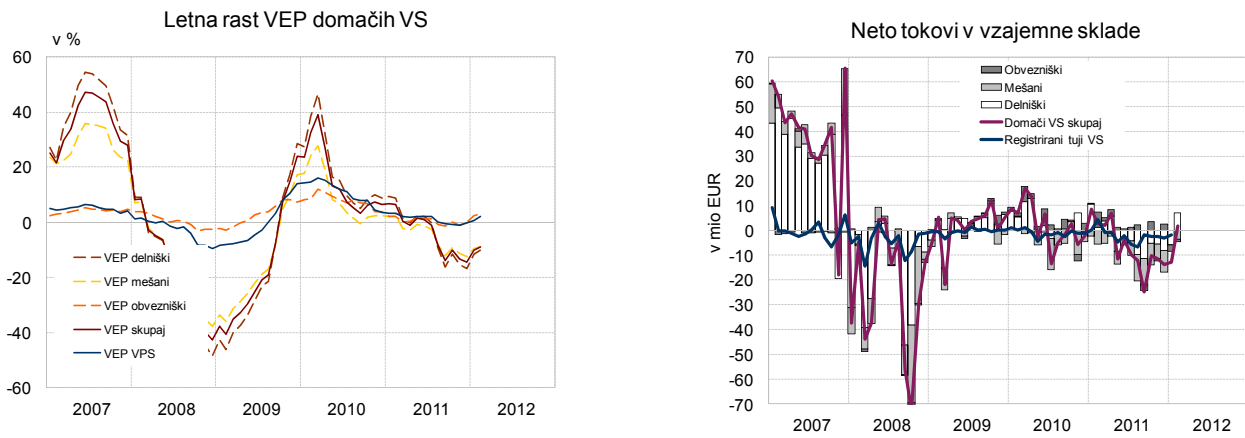 Letna rast VEP domačih VS
v %
60
40
20
0
-20
-40
-60
VEP delniški
VEP mešani
VEP obvezniški
VEP skupaj
VEP VPS
2007 2008 2009 2010 2011 2012
Neto tokovi v vzajemne sklade
v mio EUR
70
60
50
40
30
20
10
0
-10
-20
-30
-40
-50
-60
-70
Obvezniški
Mešani
Delniški
Domači VS skupaj
Registrirani tuji VS
2007 2008 2009 2010 2011 2012